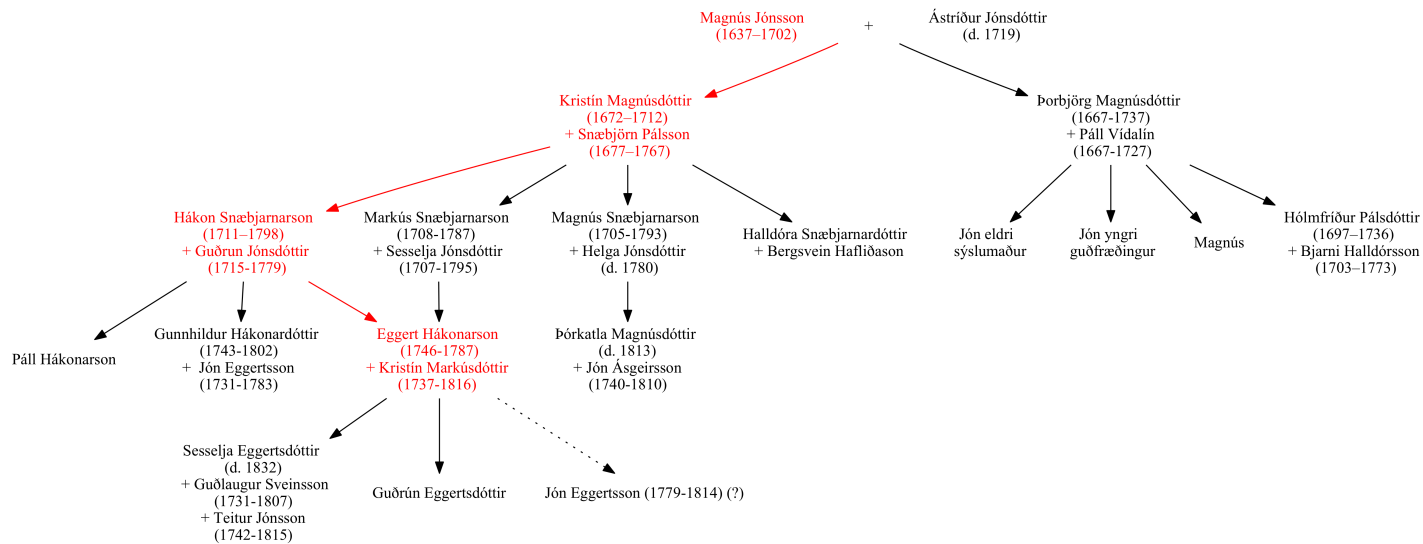 Magnús Jónsson
(1637–1702)
+
Ástríður Jónsdóttir
(d. 1719)
Kristín Magnúsdóttir
(1672–1712)
+ Snæbjörn Pálsson
(1677–1767)
Þorbjörg Magnúsdóttir
(1667-1737)
+ Páll Vídalín
(1667-1727)
Hákon Snæbjarnarson
(1711–1798)
+ Guðrun Jónsdóttir
(1715-1779)
Markús Snæbjarnarson
(1708-1787)
+ Sesselja Jónsdóttir
(1707-1795)
Magnús Snæbjarnarson
(1705-1793)
+ Helga Jónsdóttir
(d. 1780)
Halldóra Snæbjarnardóttir
+ Bergsvein Hafliðason
Jón eldri
sýslumaður
Jón yngri
guðfræðingur
Magnús
Hólmfríður Pálsdóttir
(1697–1736)
+ Bjarni Halldórsson
(1703–1773)
Páll Hákonarson
Gunnhildur Hákonardóttir
(1743-1802)
+ Jón Eggertsson
(1731-1783)
Eggert Hákonarson
(1746-1787)
+ Kristín Markúsdóttir
(1737-1816)
Þórkatla Magnúsdóttir
(d. 1813)
+ Jón Ásgeirsson
(1740-1810)
Sesselja Eggertsdóttir
(d. 1832)
+ Guðlaugur Sveinsson
(1731-1807)
+ Teitur Jónsson
(1742-1815)
Guðrún Eggertsdóttir
Jón Eggertsson (1779-1814) (?)